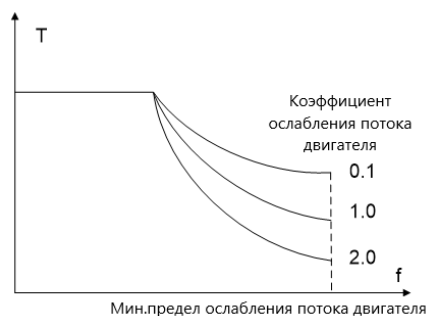 T
Коэффициент
ослабления потока
двигателя
0.1
1.0
2.0
f
Мин.предел ослабления потока двигателя